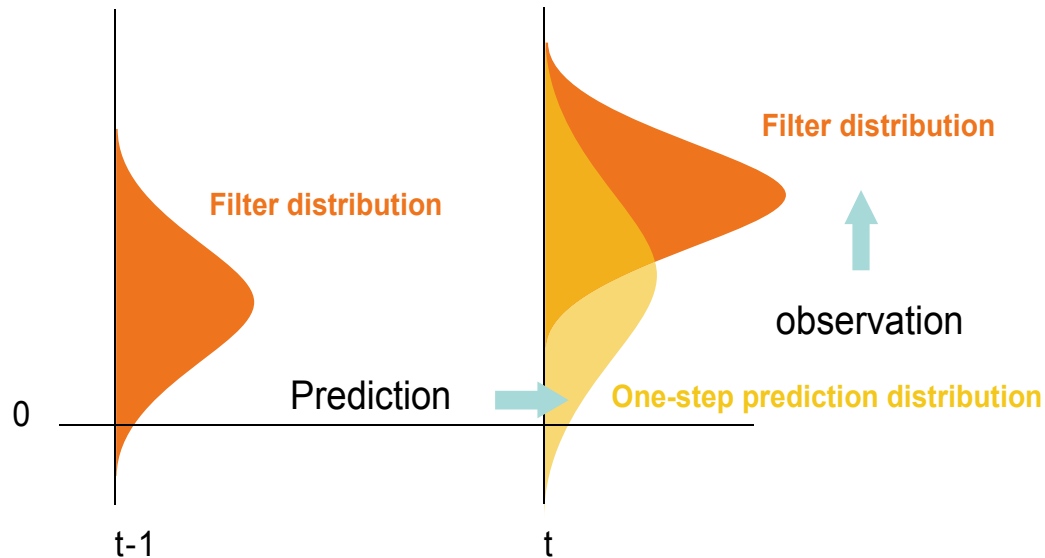 Filter distribution
Filter distribution
observation
Prediction
One-step prediction distribution
0
t-1
t